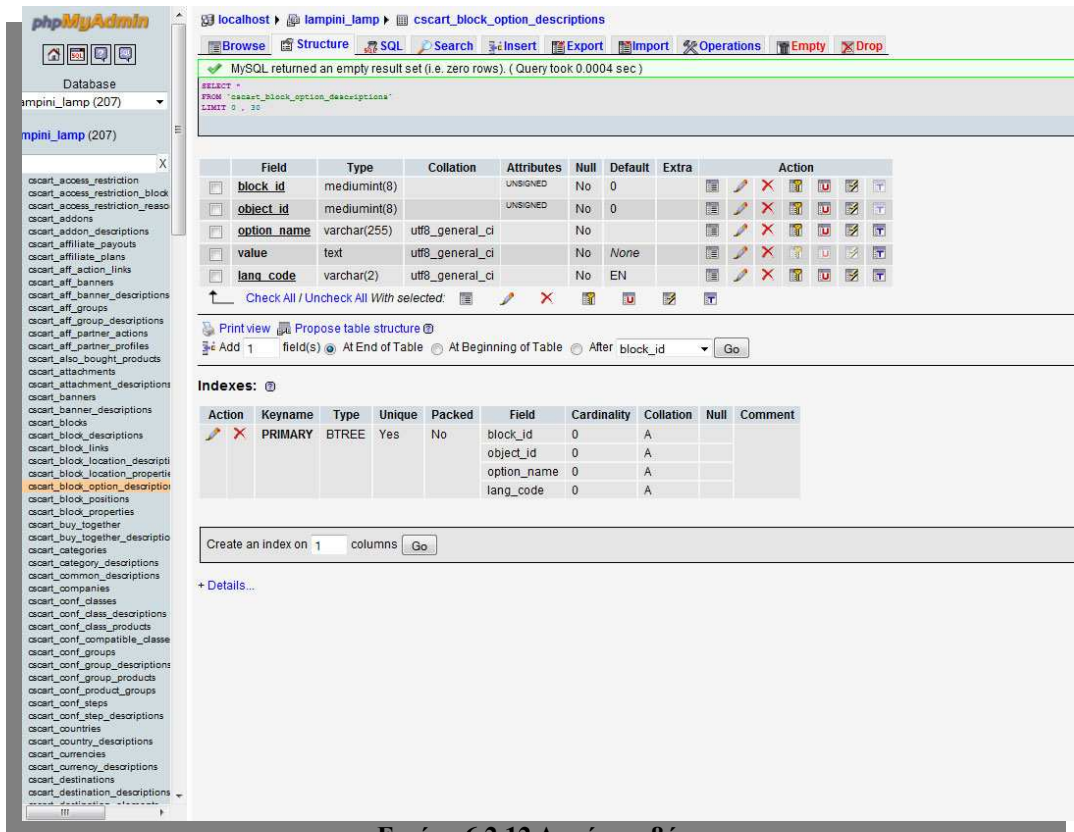 phpMyAdmin
Database
ampini_lamp (207)
mpini_lamp (207)
X
cscart_access_restriction
cscart_access_restriction_block
cscart_access_restriction_reaso
cscart_addons
cscart_addon_descriptions
cscart_affiliate_payouts
cscart_affiliate_plans
cscart_aff_action_links
cscart_aff_banners
cscart_aff_banner_descriptions
cscart_aff_groups
cscart_aff_group_descriptions
cscart_aff_partner_actions
cscart_aff_partner_profiles
cscart_also_bought_products
cscart_attachments
cscart_attachment_descriptions
cscart_banners
cscart_banner_descriptions
cscart_blocks
cscart_block_descriptions
cscart_block_links
cscart_block_location_descripti
cscart_block_location_propertie
cscart_block_option_description
cscart_block_positions
cscart_block_properties
cscart_buy_together
cscart_buy_together_descriptio
cscart_categories
cscart_category_descriptions
cscart_common_descriptions
cscart_companies
cscart_conf_classes
cscart_conf_class_descriptions
cscart_conf_class_products
cscart_conf_compatible_classe
cscart_conf_groups
cscart_conf_group_descriptions
cscart_conf_group_products
cscart_conf_product_groups
cscart_conf_steps
cscart_conf_step_descriptions
cscart_countries
cscart_country_descriptions
cscart_currencies
cscart_currency_descriptions
cscart_destinations
cscart_destination_descriptions
localhost lampini_lamp cscart_block_option_descriptions
Browse Structure SQL Search Insert Export Import Operations Empty Drop
MySQL returned an empty result set (i.e. zero rows). ( Query took 0.0004 sec )
SELECT *
FROM `cscart_block_option_descriptions`
LIMIT 0 , 30
Field Type Collation Attributes Null Default Extra Action
block_id mediumint(8) UNSIGNED No 0
object_id mediumint(8) UNSIGNED No 0
option_name varchar(255) utf8_general_ci No
value text utf8_general_ci No None
lang_code varchar(2) utf8_general_ci No EN
Check All / Uncheck All With selected:
Print view Propose table structure
Add 1 field(s) At End of Table At Beginning of Table After block_id Go
Indexes:
Action Keyname Type Unique Packed Field Cardinality Collation Null Comment
PRIMARY BTREE Yes No block_id 0 A
object_id 0 A
option_name 0 A
lang_code 0 A
Create an index on 1 columns Go
+ Details...